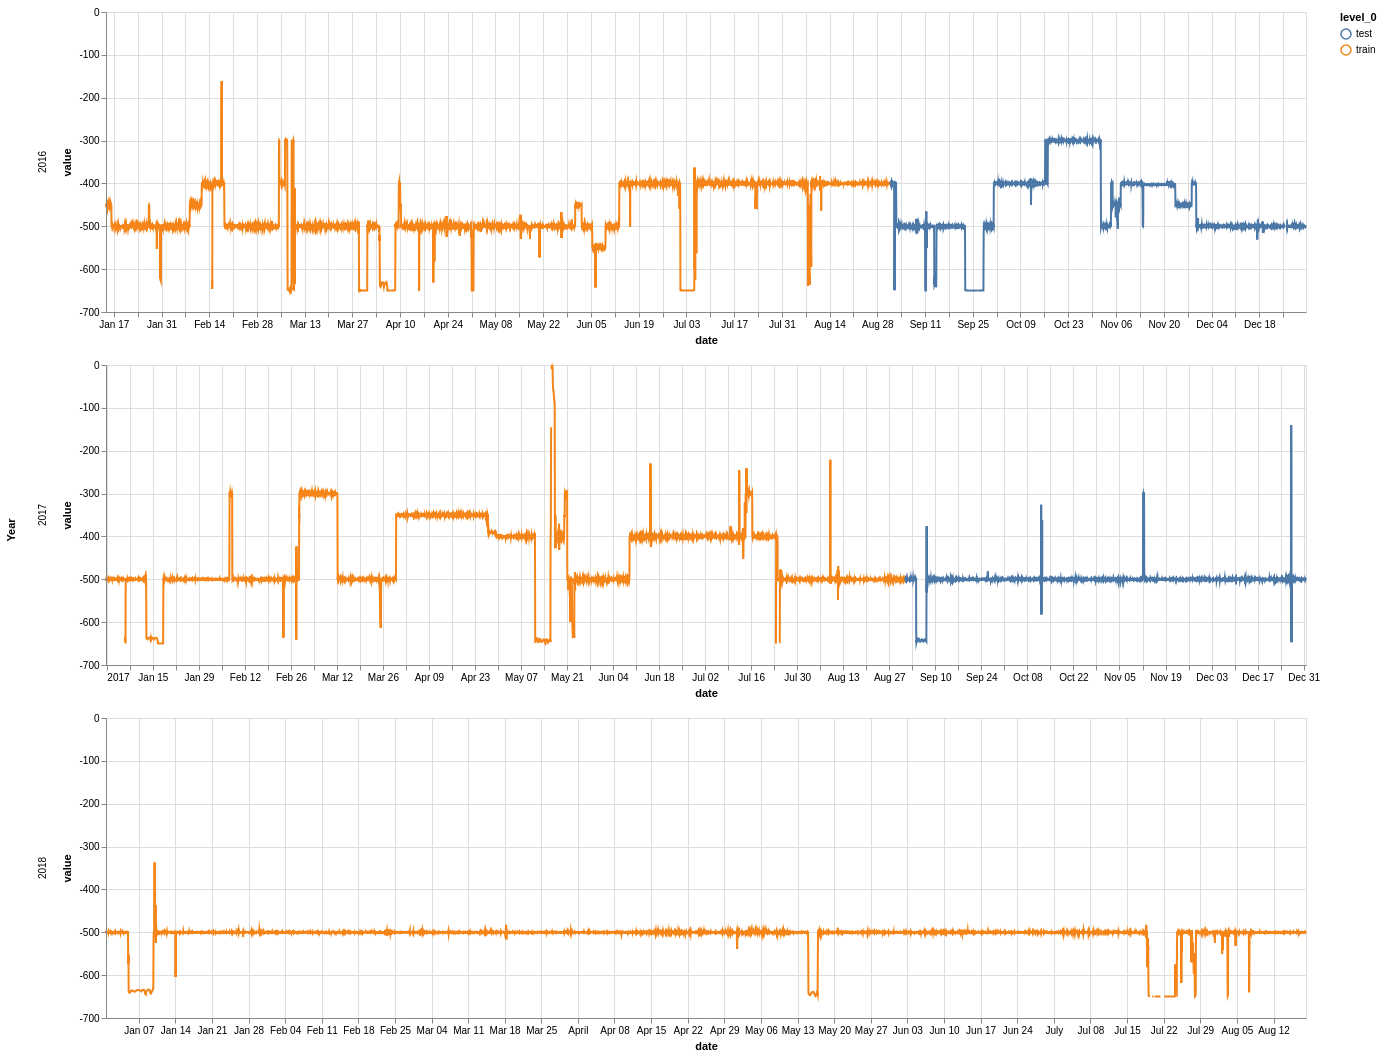 0
-100
-200
-300
-400
-500
-600
-700
value
2016
Jan 17 Jan 31 Feb 14 Feb 28 Mar 13 Mar 27 Apr 10 Apr 24 May 08 May 22 Jun 05 Jun 19 Jul 03 Jul 17 Jul 31 Aug 14 Aug 28 Sep 11 Sep 25 Oct 09 Oct 23 Nov 06 Nov 20 Dec 04 Dec 18
date
level_0
test
train
0
-100
-200
-300
-400
-500
-600
-700
value
2017
Year
2017 Jan 15 Jan 29 Feb 12 Feb 26 Mar 12 Mar 26 Apr 09 Apr 23 May 07 May 21 Jun 04 Jun 18 Jul 02 Jul 16 Jul 30 Aug 13 Aug 27 Sep 10 Sep 24 Oct 08 Oct 22 Nov 05 Nov 19 Dec 03 Dec 17 Dec 31
date
0
-100
-200
-300
-400
-500
-600
-700
value
2018
Jan 07 Jan 14 Jan 21 Jan 28 Feb 04 Feb 11 Feb 18 Feb 25 Mar 04 Mar 11 Mar 18 Mar 25 April Apr 08 Apr 15 Apr 22 Apr 29 May 06 May 13 May 20 May 27 Jun 03 Jun 10 Jun 17 Jun 24 July Jul 08 Jul 15 Jul 22 Jul 29 Aug 05 Aug 12
date